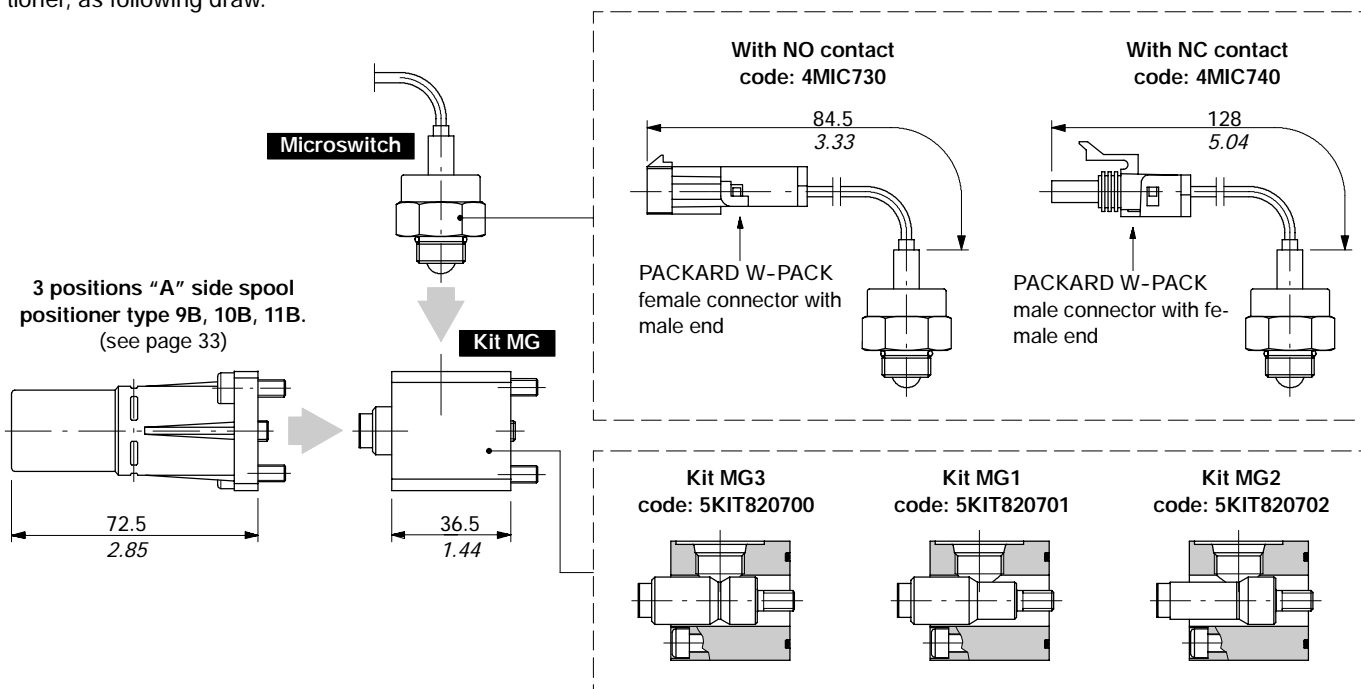 tioner, as following draw.
With NO contact
code: 4MIC730
With NC contact
code: 4MIC740
84.5
3.33
128
5.04
Microswitch
PACKARD W-PACK
female connector with
male end
PACKARD W-PACK
male connector with fe-
male end
3 positions “A” side spool
positioner type 9B, 10B, 11B.
(see page 33)
Kit MG
72.5
2.85
36.5
1.44
Kit MG3
code: 5KIT820700
Kit MG1
code: 5KIT820701
Kit MG2
code: 5KIT820702